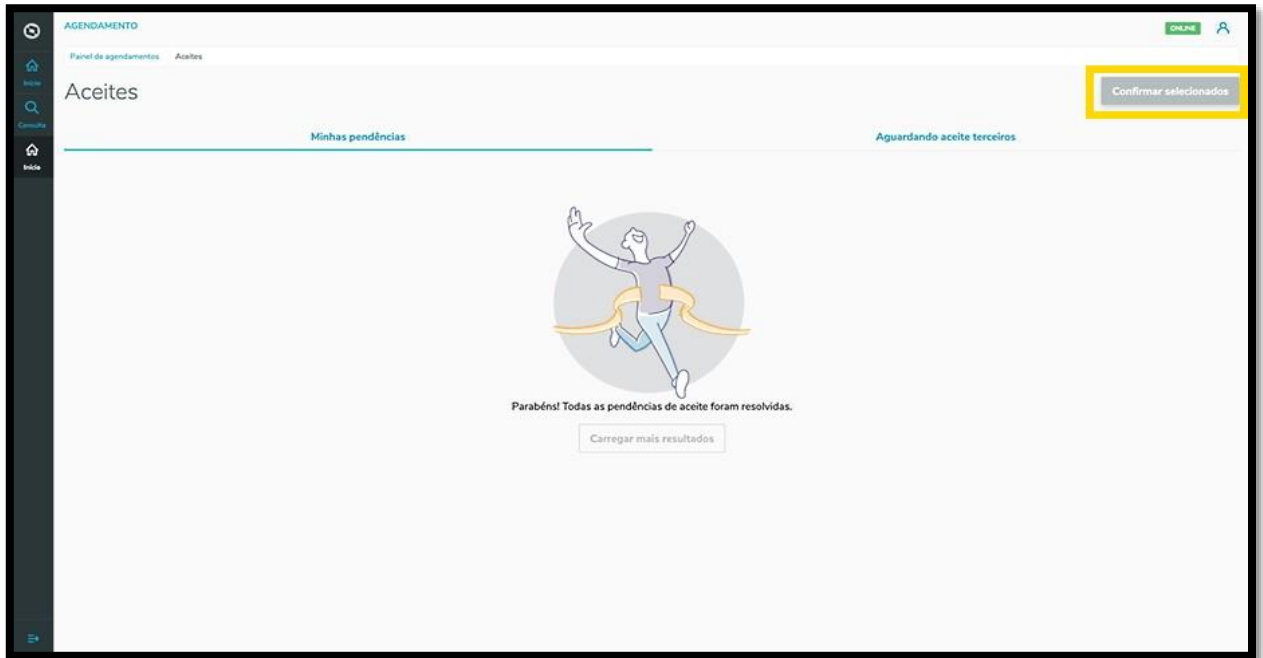 AGENDAMENTO
ONLINE
Painel de agendamentos Aceites
Início
Aceites
Confirmar selecionados
Consulta
Minhas pendências
Aguardando aceite terceiros
Início
Parabéns! Todas as pendências de aceite foram resolvidas.
Carregar mais resultados